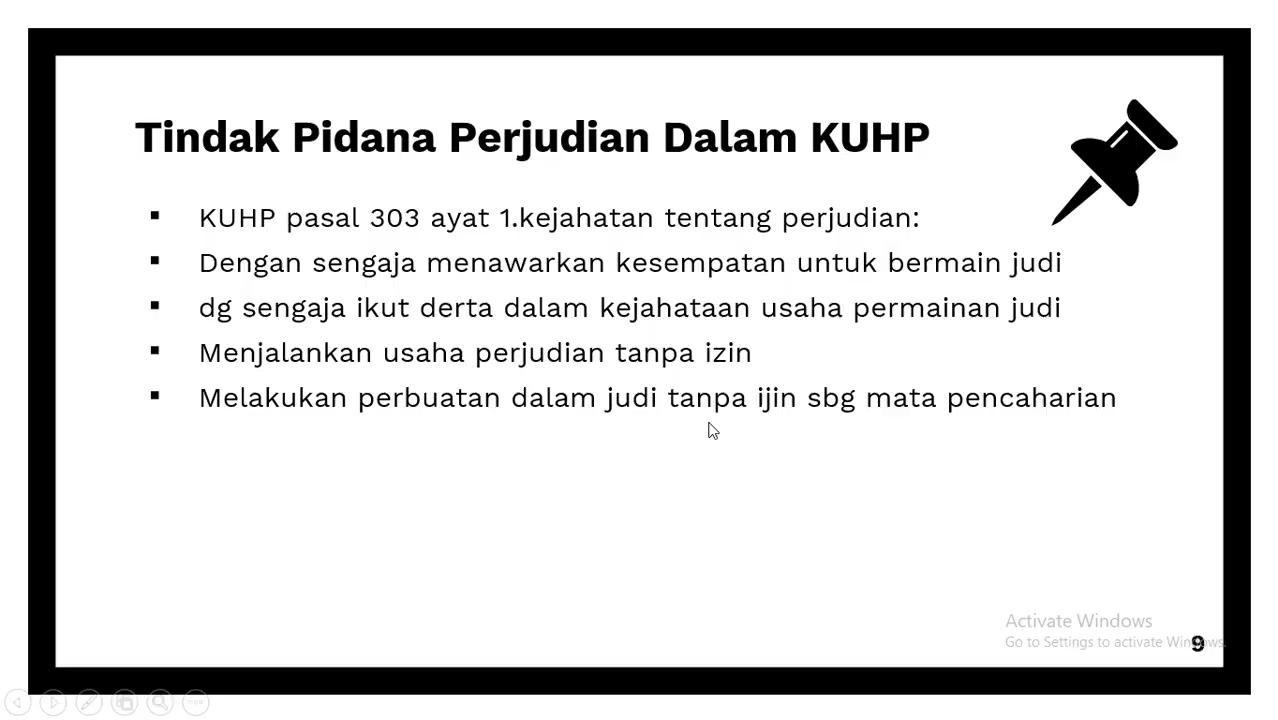 Tindak Pidana Perjudian Dalam KUHP
▪ KUHP pasal 303 ayat 1.kejahatan tentang perjudian:
▪ Dengan sengaja menawarkan kesempatan untuk bermain judi
▪ dg sengaja ikut derta dalam kejahataan usaha permainan judi
▪ Menjalankan usaha perjudian tanpa izin
▪ Melakukan perbuatan dalam judi tanpa ijin sbg mata pencaharian
Activate Windows
Go to Settings to activate Windows.
9